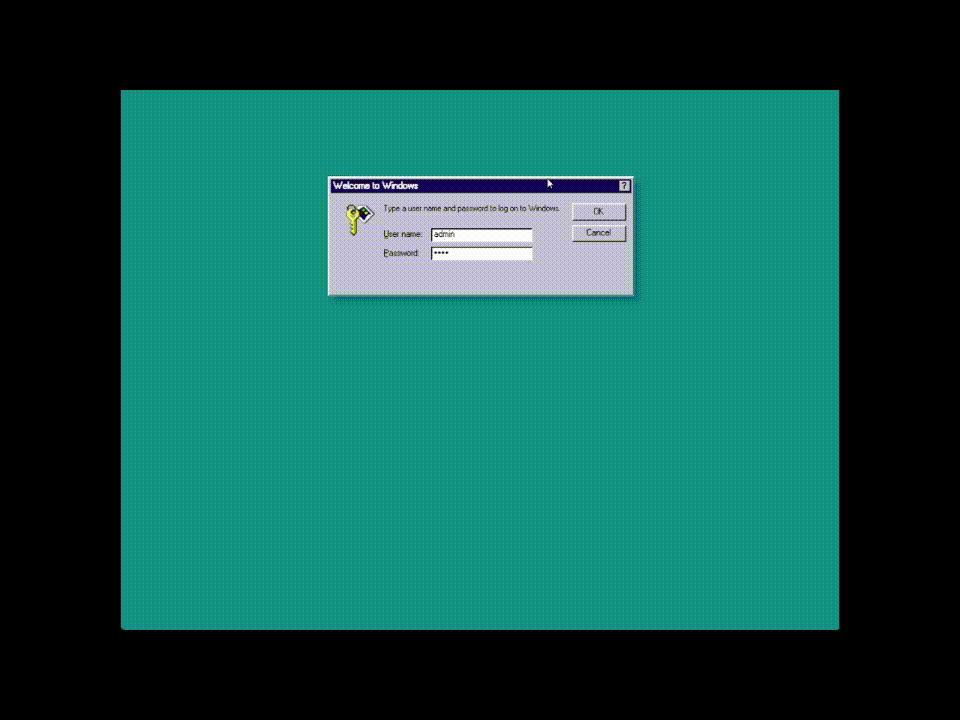 Welcome to Windows
?
Type a user name and password to log on to Windows.
OK
User name: admin
Cancel
Password: ••••